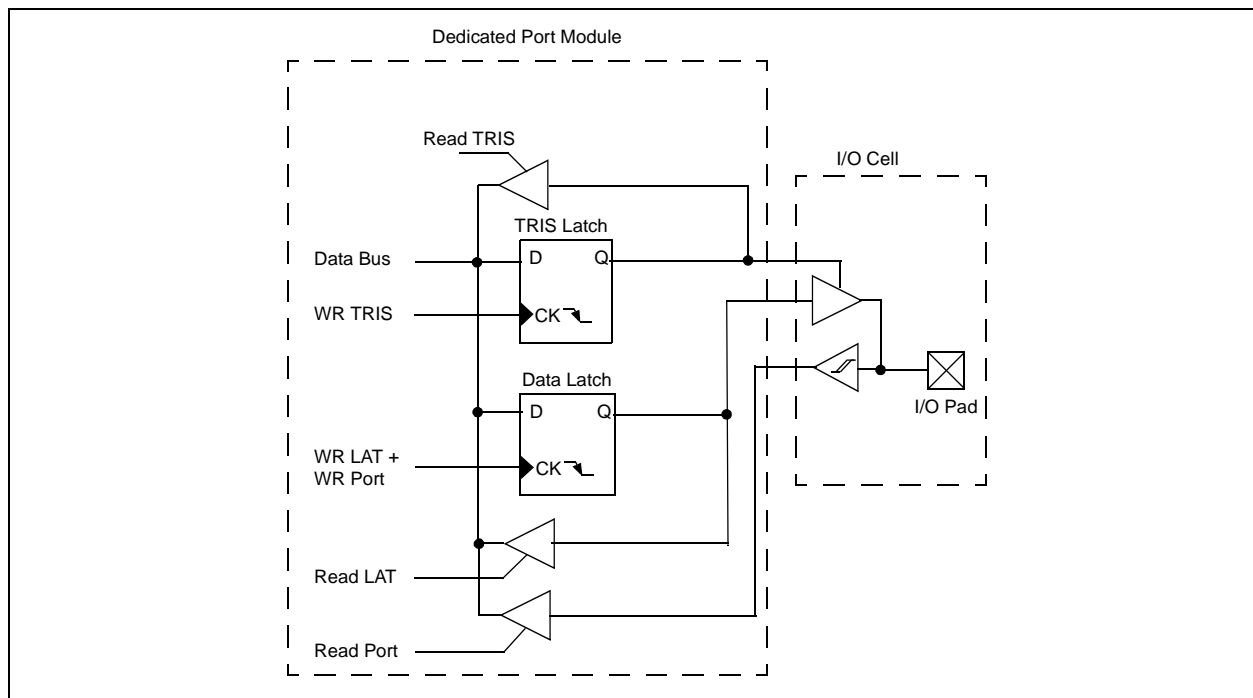 Dedicated Port Module
Read TRIS
I/O Cell
TRIS Latch
Data Bus
D
Q
WR TRIS
CK
I/O Pad
Data Latch
D
Q
WR LAT +
WR Port
CK
Read LAT
Read Port